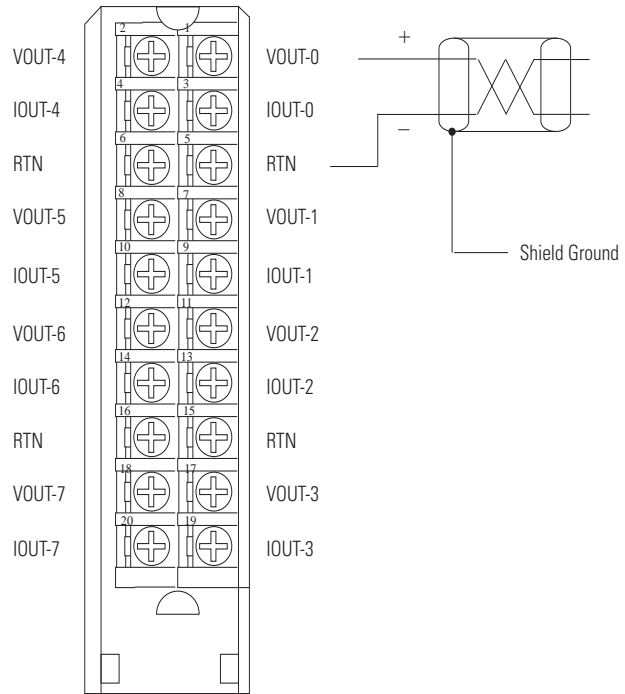 2 1
VOUT-4 VOUT-0 +
4 3
IOUT-4 IOUT-0 –
6 5
RTN RTN
8 7
VOUT-5 VOUT-1
Shield Ground
10 9
IOUT-5 IOUT-1
12 11
VOUT-6 VOUT-2
14 13
IOUT-6 IOUT-2
16 15
RTN RTN
18 17
VOUT-7 VOUT-3
20 19
IOUT-7 IOUT-3